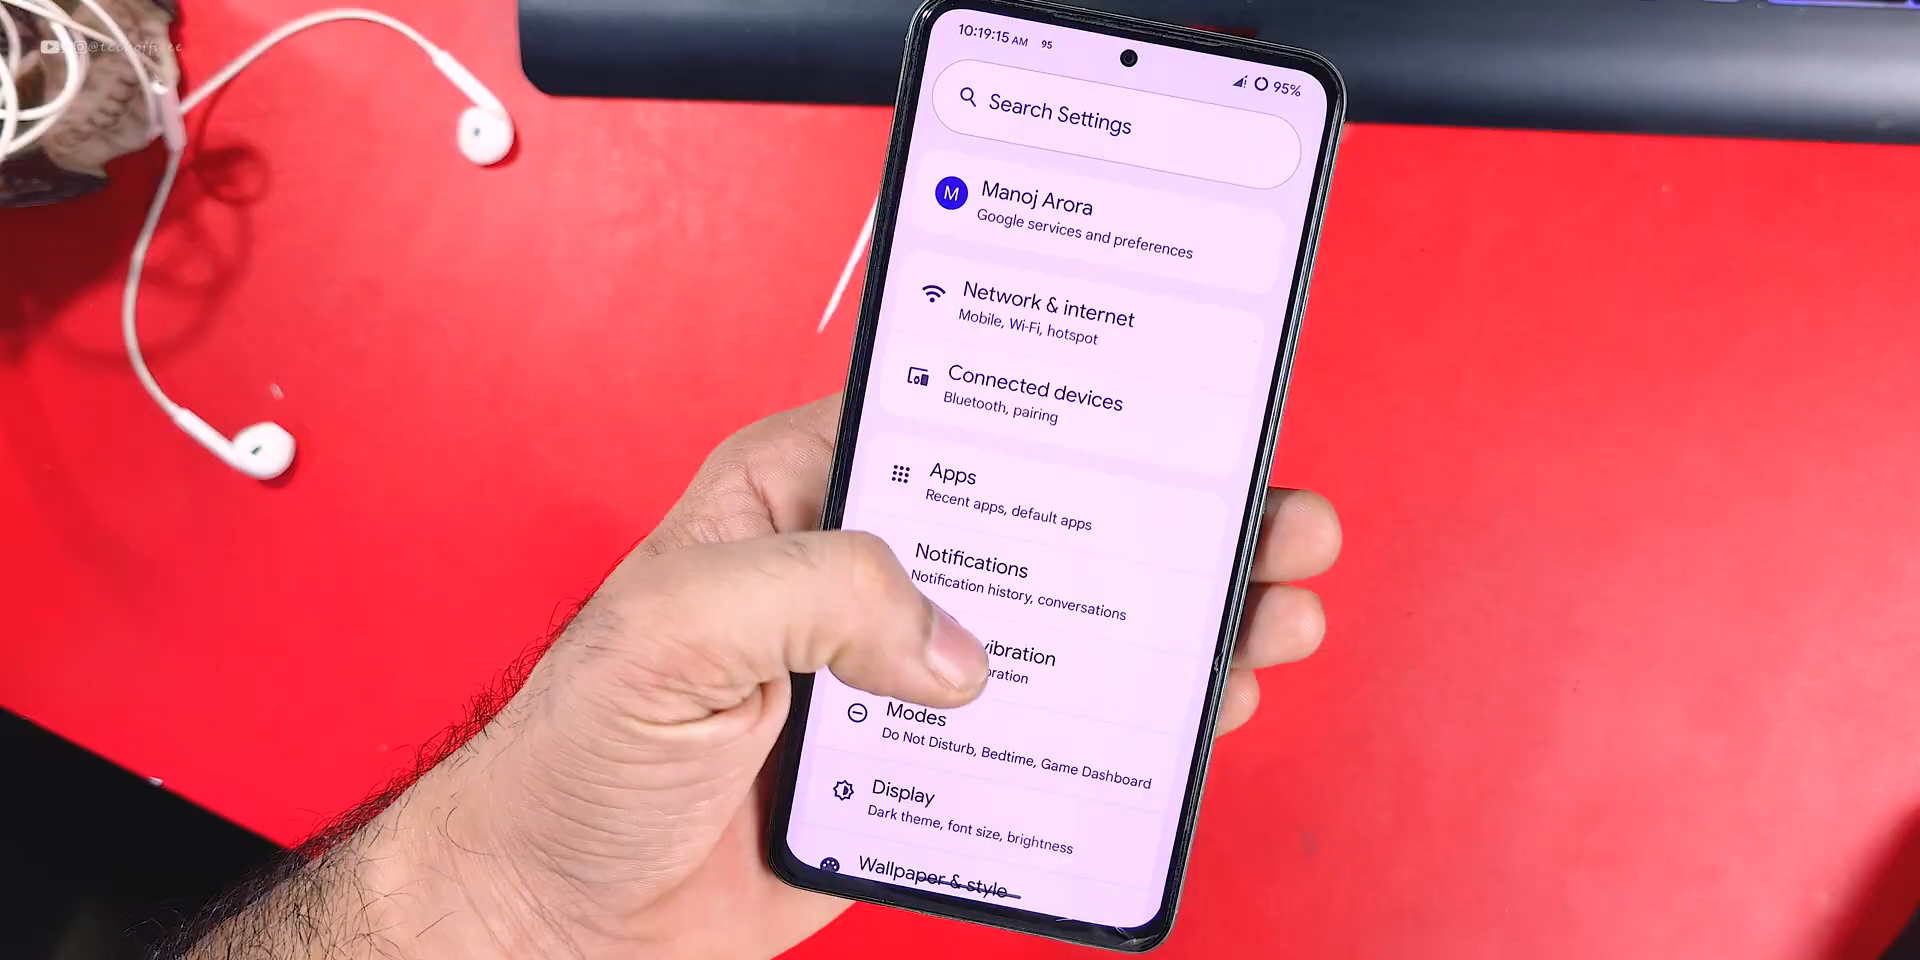 10:19:15 AM 95
95%
Search Settings
M
Manoj Arora
Google services and preferences
Network & internet
Mobile, Wi-Fi, hotspot
Connected devices
Bluetooth, pairing
Apps
Recent apps, default apps
Notifications
Notification history, conversations
vibration
Modes
Do Not Disturb, Bedtime, Game Dashboard
Display
Dark theme, font size, brightness
Wallpaper & style